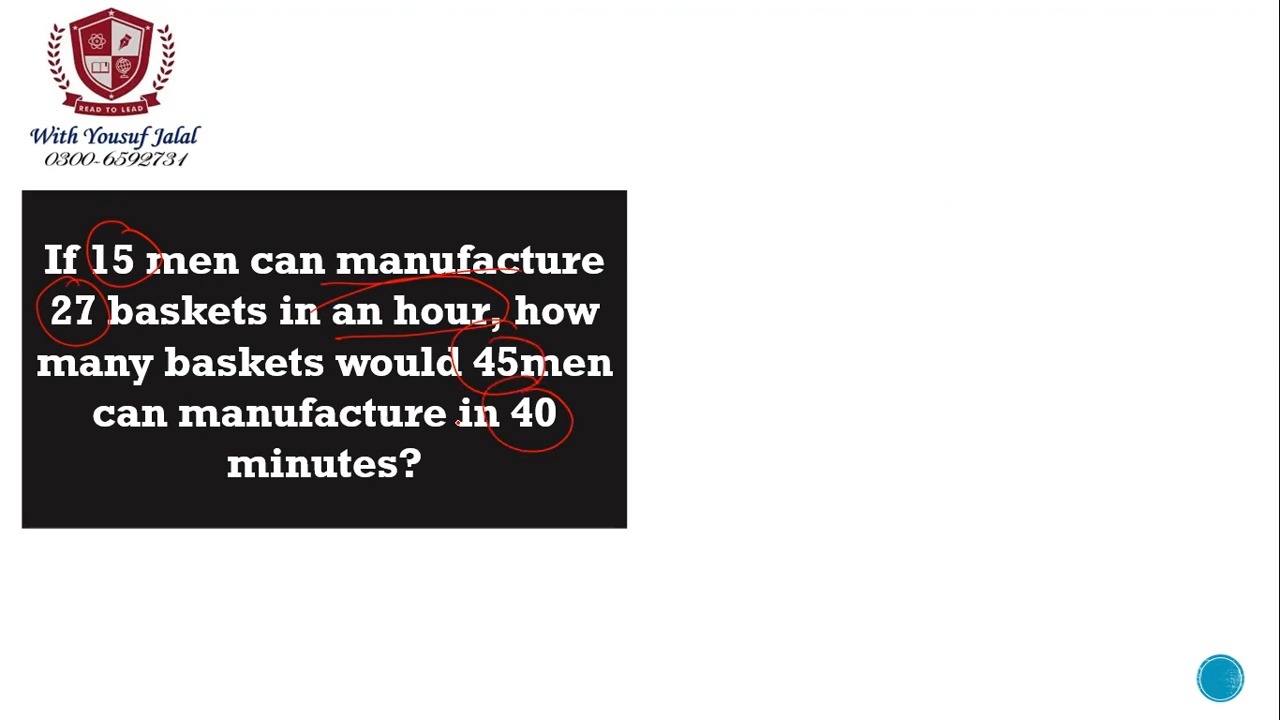 READ TO LEAD
With Yousuf Jalal
0300-6592731
If 15 men can manufacture
27 baskets in an hour, how
many baskets would 45men
can manufacture in 40
minutes?